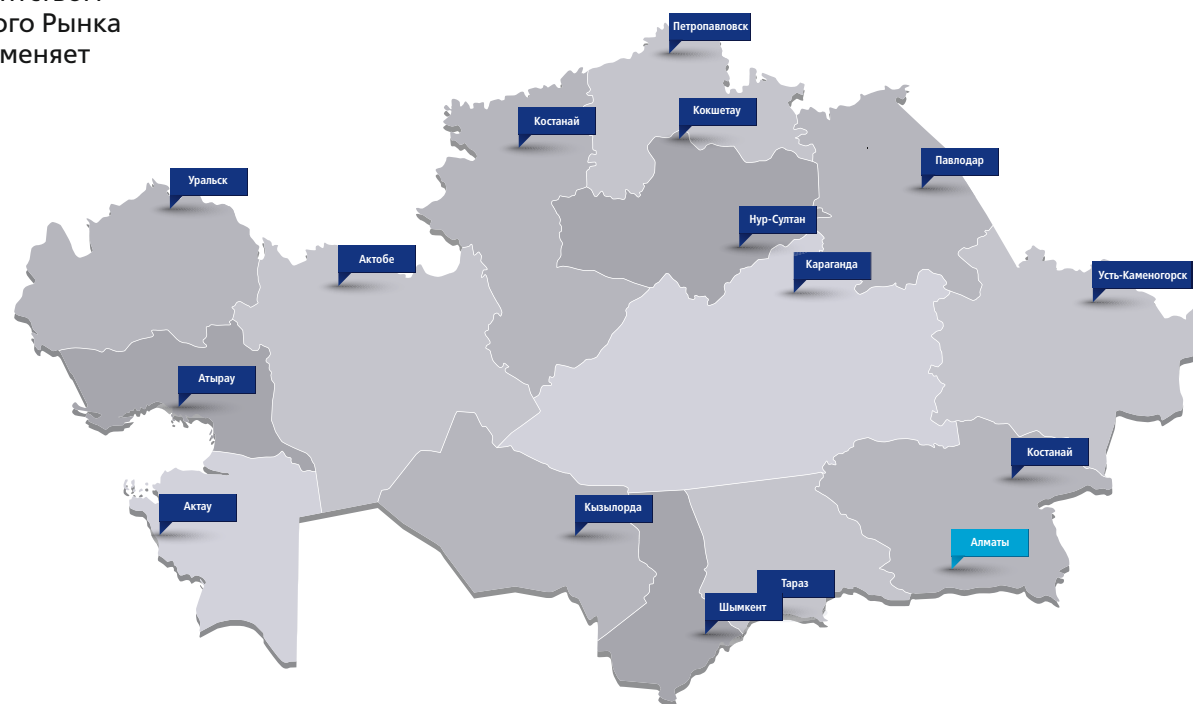 ого Рынка
меняет
Петропавловск
Костанай
Кокшетау
Павлодар
Уральск
Нур-Султан
Актобе
Караганда
Усть-Каменогорск
Атырау
Костанай
Актау
Кызылорда
Алматы
Тараз
Шымкент